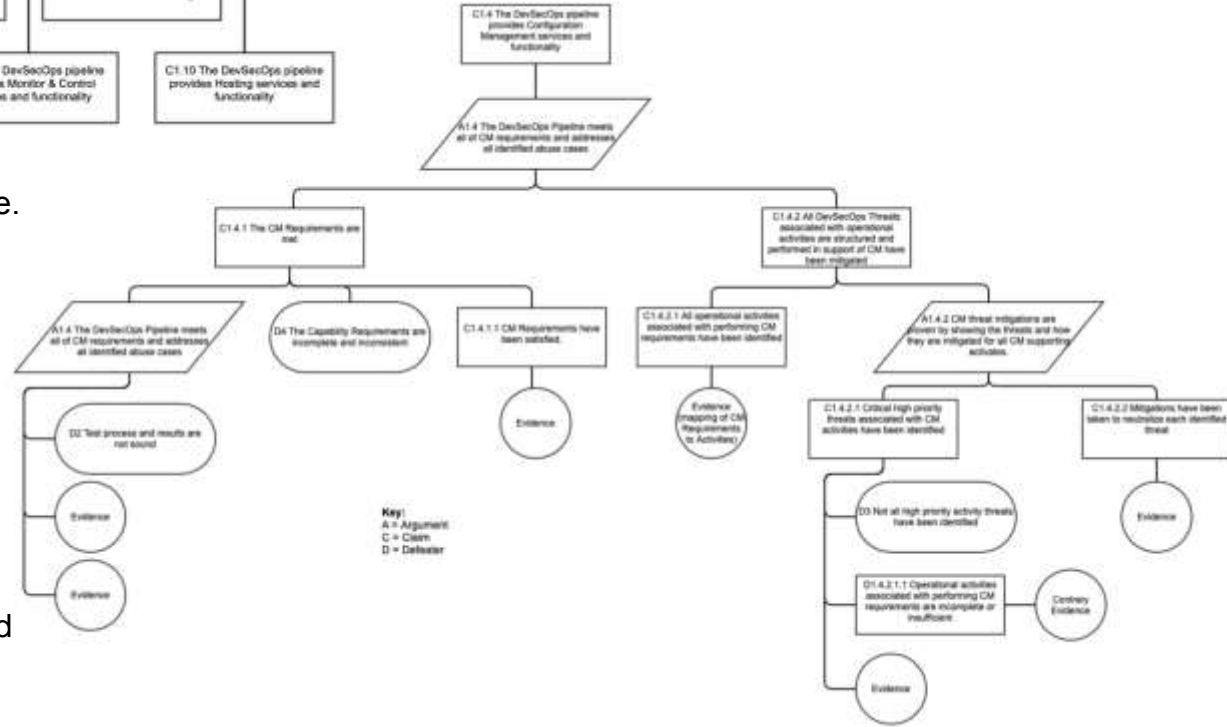 DevSecOps pipeline
Monitor & Control
and functionality
C1.10 The DevSecOps pipeline
provides Hosting services and
functionality
C1.4 The DevSecOps pipeline
provides Configuration
Management services and
functionality
A1.4 The DevSecOps Pipeline meets
all of CM requirements and addresses
all identified abuse cases
e.
C1.4.1 The CM Requirements are
met
C1.4.2 All DevSecOps Threats
associated with operational
activities are structured and
performed in support of CM have
been mitigated
A1.4 The DevSecOps Pipeline meets
all of CM requirements and addresses
all identified abuse cases
D4 The Capability Requirements are
incomplete and inconsistent
C1.4.1.1 CM Requirements have
been satisfied.
C1.4.2.1 All operational activities
associated with performing CM
requirements have been identified
A1.4.2 CM threat mitigations are
proven by showing the threats and how
they are mitigated for all CM supporting
activates.
D2 Test process and results are
not sound
Evidence
Evidence
Evidence
Evidence
(mapping of CM
Requirements
to Activities)
C1.4.2.1 Critical high priority
threats associated with CM
activities have been identified
C1.4.2.2 Mitigations have been
taken to neutralize each identified
threat
D3 Not all high priority activity threats
have been identified
Evidence
D1.4.2.1.1 Operational activities
associated with performing CM
requirements are incomplete or
insufficient
Contrary
Evidence
Evidence
Key:
A = Argument
C = Claim
D = Defeater
d